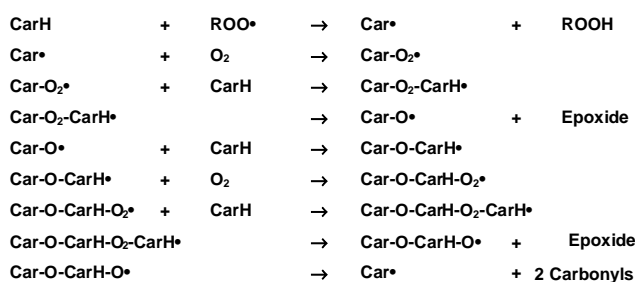 CarH + ROO• → Car• + ROOH
Car• + O₂ → Car-O₂•
Car-O₂• + CarH → Car-O₂-CarH•
Car-O₂-CarH• → Car-O• + Epoxide
Car-O• + CarH → Car-O-CarH•
Car-O-CarH• + O₂ → Car-O-CarH-O₂•
Car-O-CarH-O₂• + CarH → Car-O-CarH-O₂-CarH•
Car-O-CarH-O₂-CarH• → Car-O-CarH-O• + Epoxide
Car-O-CarH-O• → Car• + 2 Carbonyls